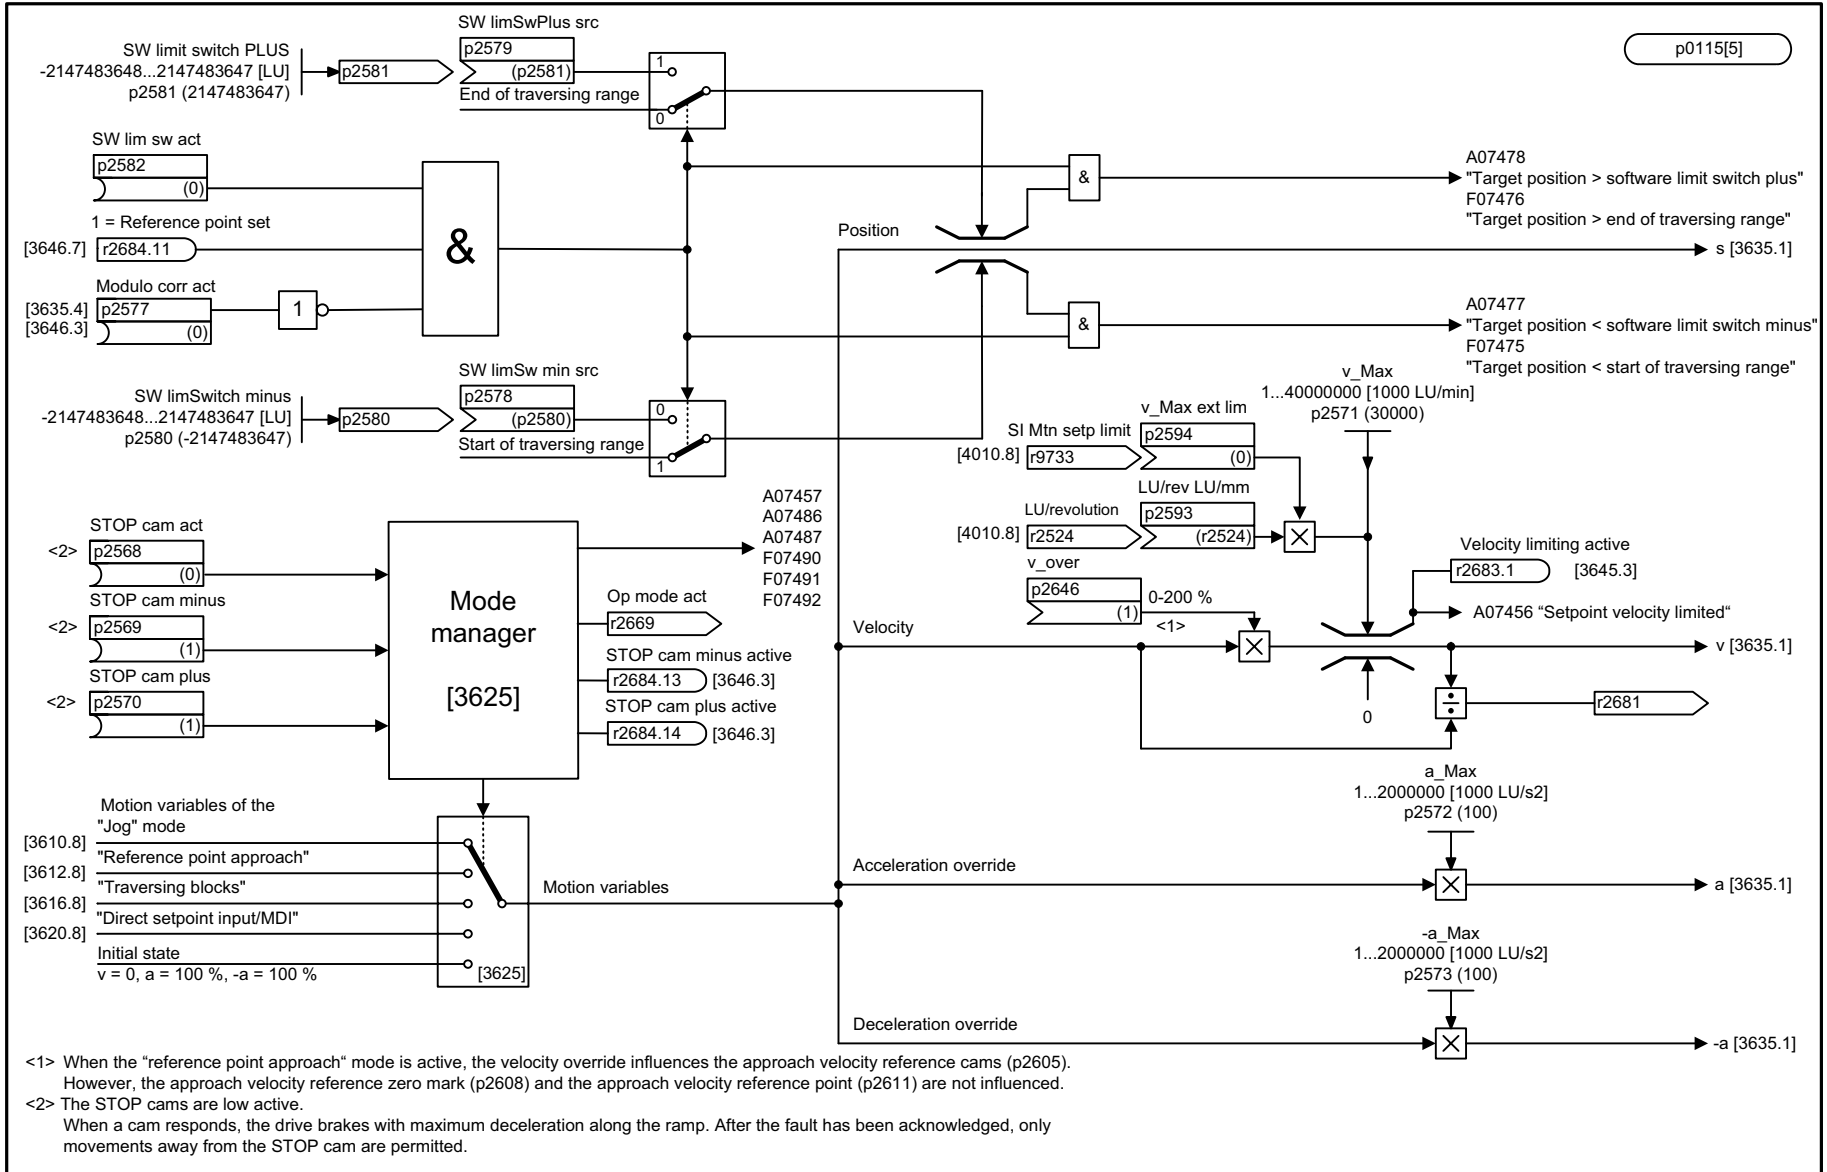 SW limSwPlus src
SW limit switch PLUS
-2147483648...2147483647 [LU]
p2581 (2147483647)
p2581
p2579
(p2581)
End of traversing range
1
0
p0115[5]
SW lim sw act
p2582
(0)
1 = Reference point set
[3646.7]
r2684.11
Modulo corr act
[3635.4]
[3646.3]
p2577
(0)
1
&
&
A07478
"Target position > software limit switch plus"
F07476
"Target position > end of traversing range"
Position
s [3635.1]
&
A07477
"Target position < software limit switch minus"
F07475
"Target position < start of traversing range"
SW limSw min src
SW limSwitch minus
-2147483648...2147483647 [LU]
p2580 (-2147483647)
p2580
p2578
(p2580)
Start of traversing range
0
1
v_Max
1...40000000 [1000 LU/min]
p2571 (30000)
v_Max ext lim
SI Mtn setp limit
p2594
(0)
[4010.8]
r9733
LU/rev LU/mm
LU/revolution
p2593
(r2524)
[4010.8]
r2524
v_over
p2646
(1)
0-200 %
<1>
Velocity limiting active
r2683.1
[3645.3]
A07456 “Setpoint velocity limited“
Velocity
v [3635.1]
0
r2681
STOP cam act
<2>
p2568
(0)
STOP cam minus
<2>
p2569
(1)
STOP cam plus
<2>
p2570
(1)
Mode
manager
[3625]
A07457
A07486
A07487
F07490
F07491
F07492
Op mode act
r2669
STOP cam minus active
r2684.13
[3646.3]
STOP cam plus active
r2684.14
[3646.3]
Motion variables of the
"Jog" mode
[3610.8]
"Reference point approach"
[3612.8]
"Traversing blocks"
[3616.8]
"Direct setpoint input/MDI"
[3620.8]
Initial state
v = 0, a = 100 %, -a = 100 %
[3625]
Motion variables
a_Max
1...2000000 [1000 LU/s2]
p2572 (100)
Acceleration override
a [3635.1]
-a_Max
1...2000000 [1000 LU/s2]
p2573 (100)
Deceleration override
-a [3635.1]
<1> When the “reference point approach“ mode is active, the velocity override influences the approach velocity reference cams (p2605).
However, the approach velocity reference zero mark (p2608) and the approach velocity reference point (p2611) are not influenced.
<2> The STOP cams are low active.
When a cam responds, the drive brakes with maximum deceleration along the ramp. After the fault has been acknowledged, only
movements away from the STOP cam are permitted.